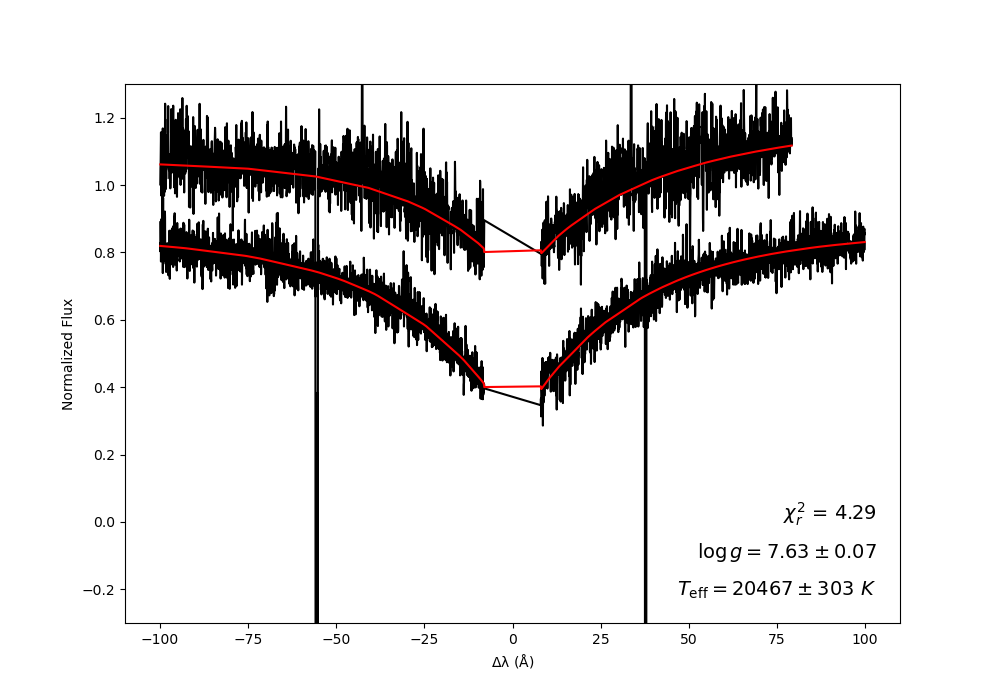 1.2
1.0
0.8
0.6
0.4
0.2
0.0
−0.2
Normalized Flux
χ²ᵣ = 4.29
log g = 7.63 ± 0.07
T_eff = 20467 ± 303 K
−100 −75 −50 −25 0 25 50 75 100
Δλ (Å)